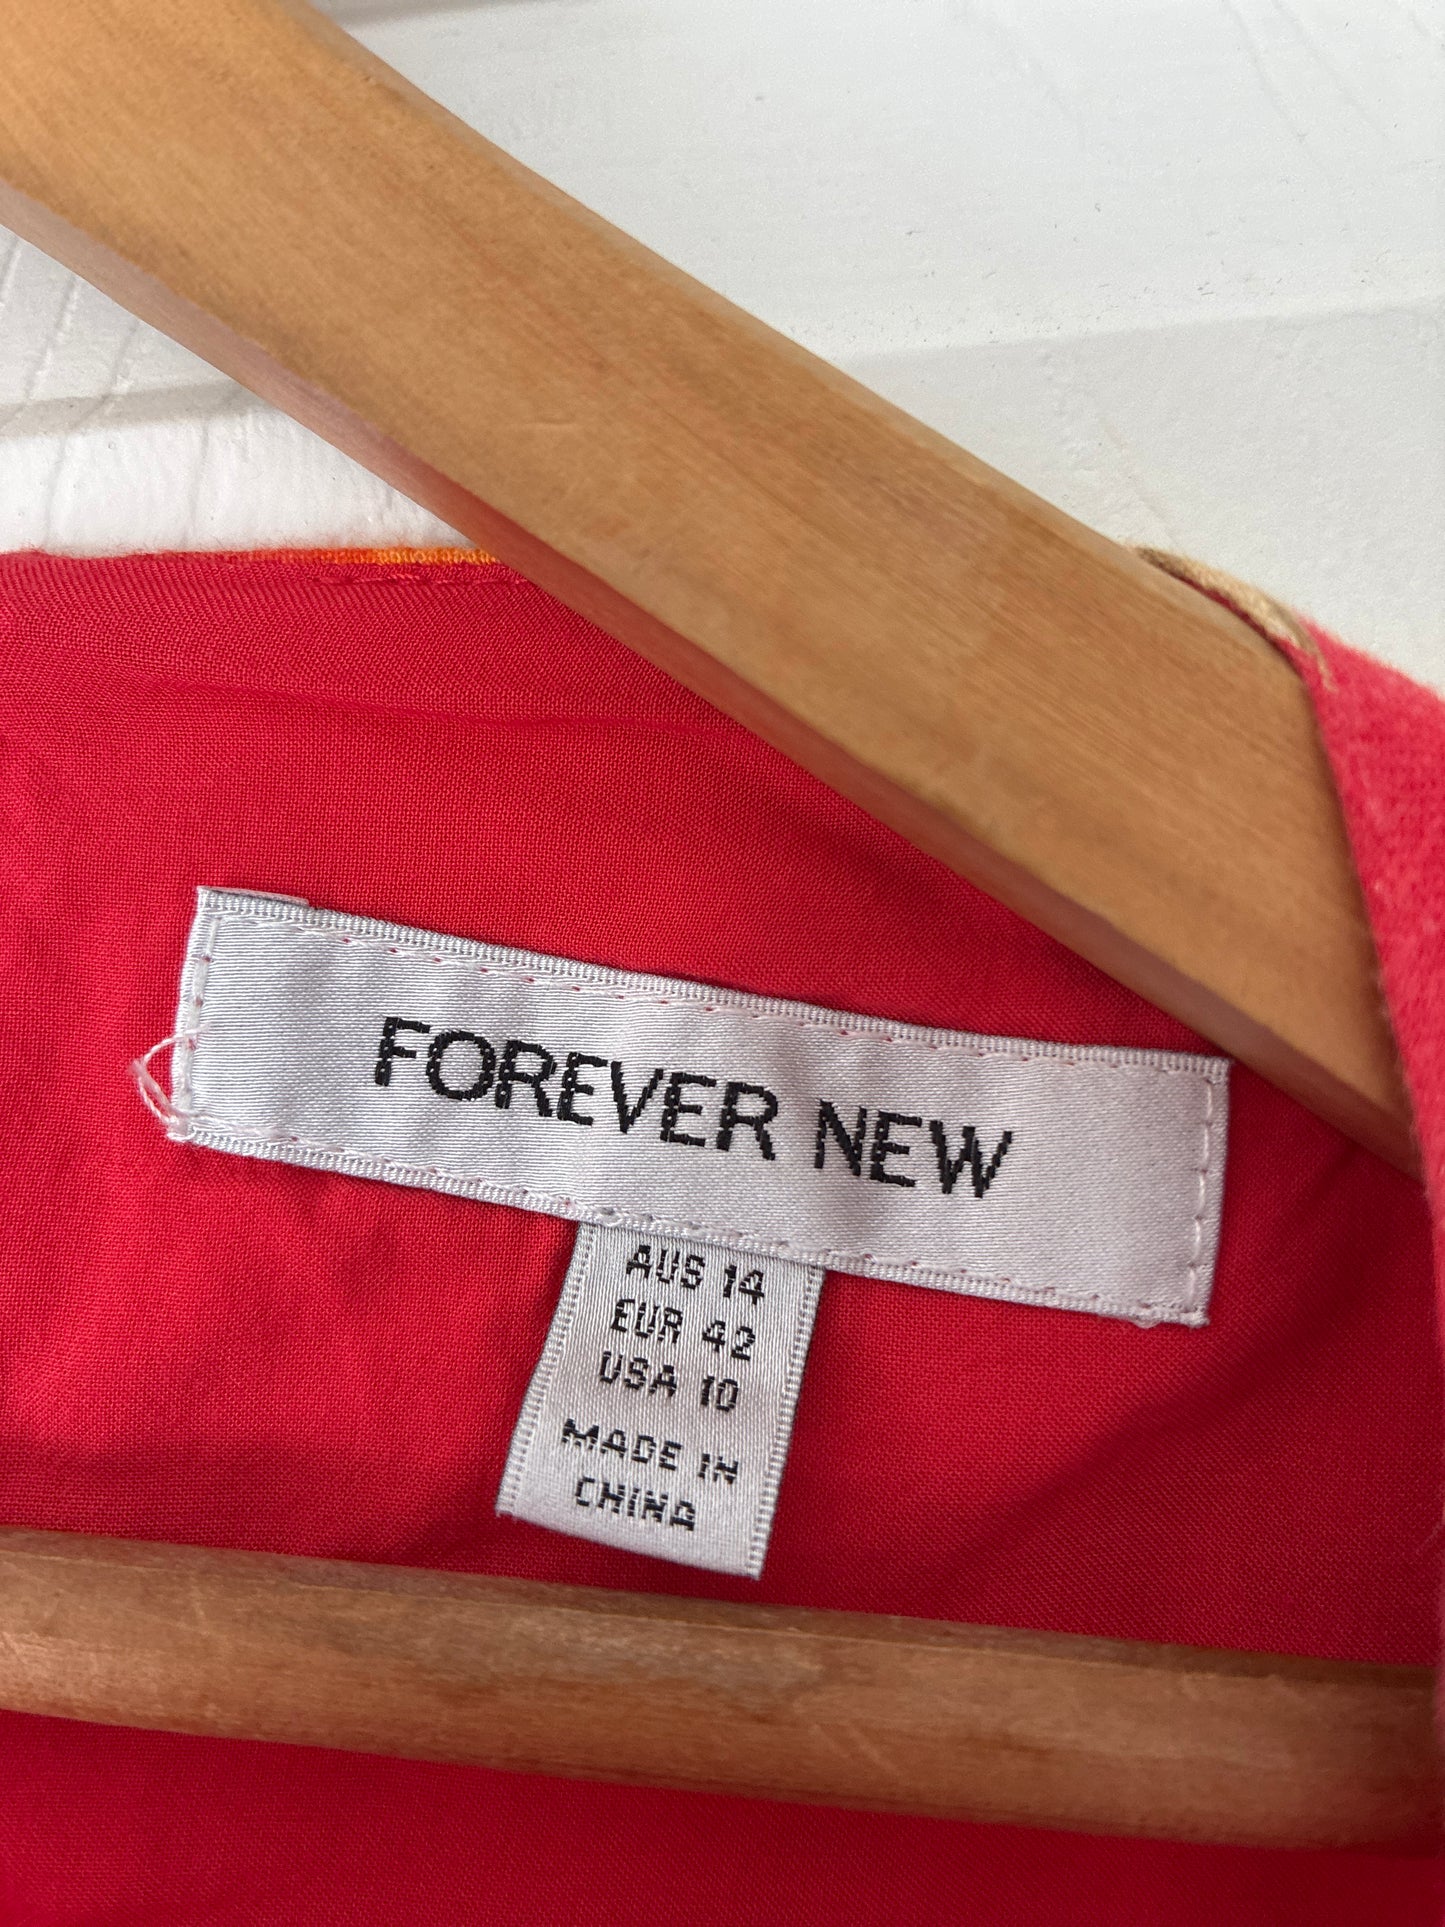 FOREVER NEW
AUS 14
EUR 42
USA 10
MADE IN
CHINA